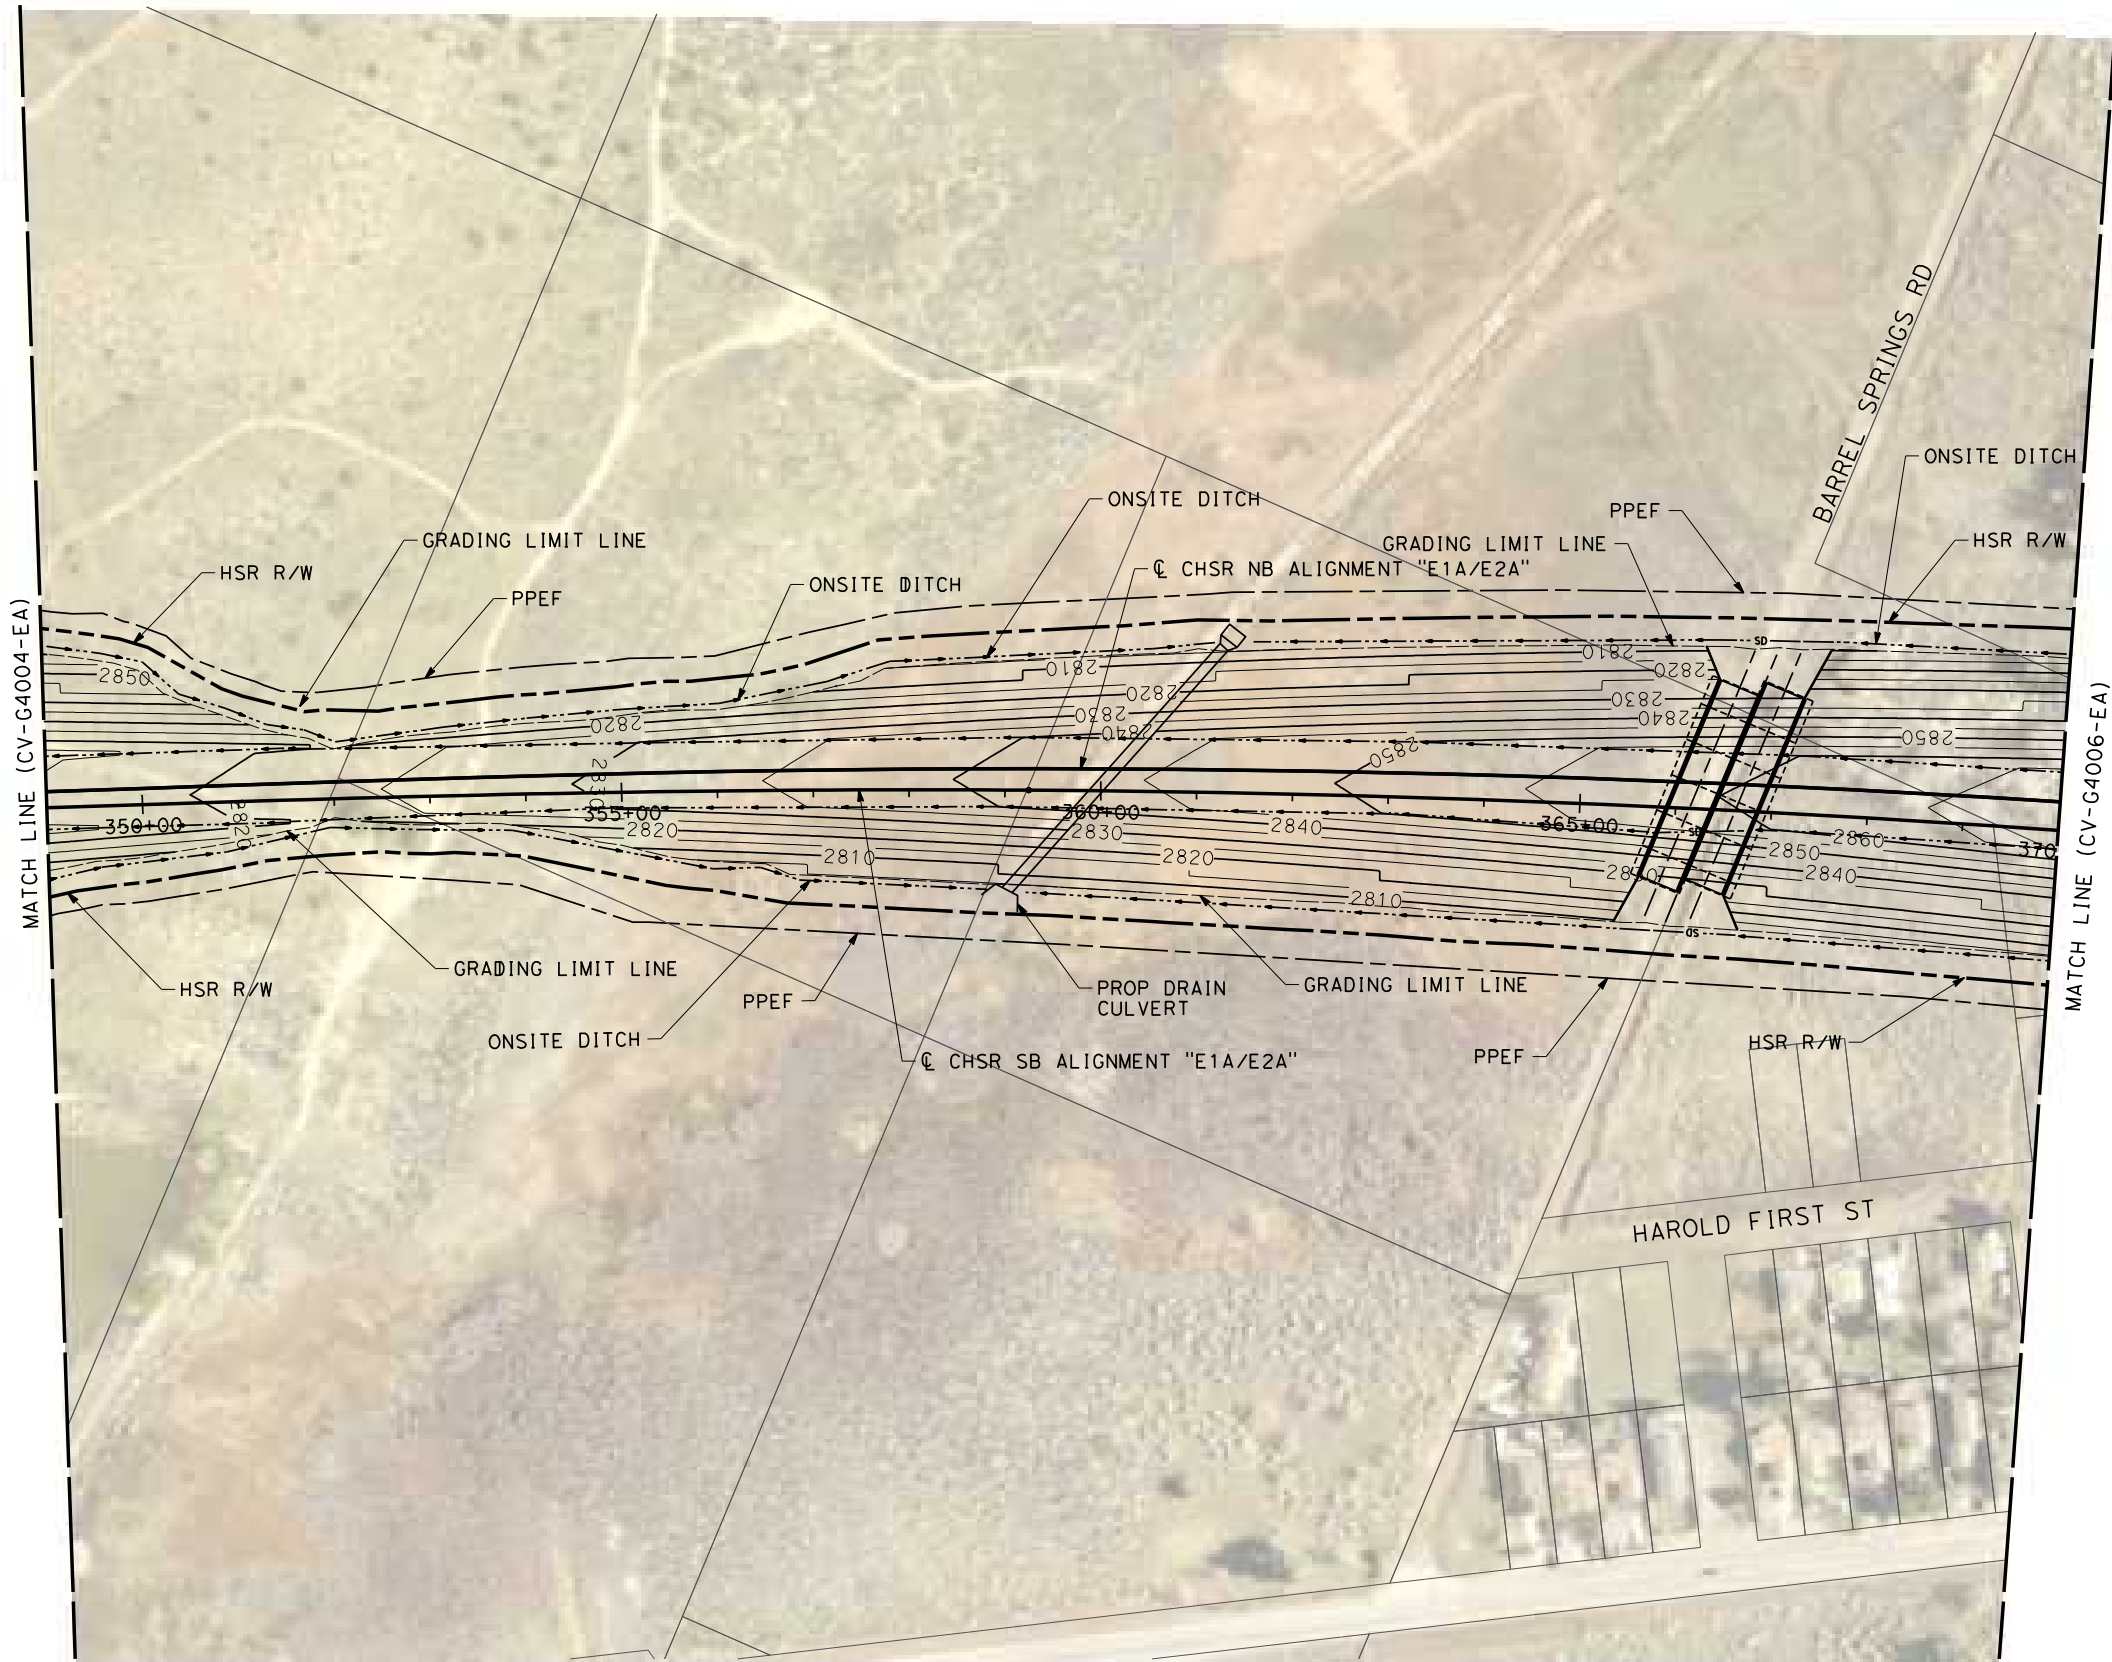 BARREL SPRINGS RD
ONSITE DITCH
ONSITE DITCH
PPEF
GRADING LIMIT LINE
GRADING LIMIT LINE
HSR R/W
℄ CHSR NB ALIGNMENT "E1A/E2A"
HSR R/W
ONSITE DITCH
PPEF
MATCH LINE (CV-G4004-EA)
MATCH LINE (CV-G4006-EA)
SD
2810
2810
2820
2850
2820
2830
2820
2830
2840
2840
2850
2850
2830
2820
350+00
355+00
360+00
365+00
370
2820
2830
2840
SD
2860
2850
2810
2820
2840
2810
SD
GRADING LIMIT LINE
HSR R/W
PPEF
PROP DRAIN
CULVERT
GRADING LIMIT LINE
ONSITE DITCH
℄ CHSR SB ALIGNMENT "E1A/E2A"
PPEF
HSR R/W
HAROLD FIRST ST